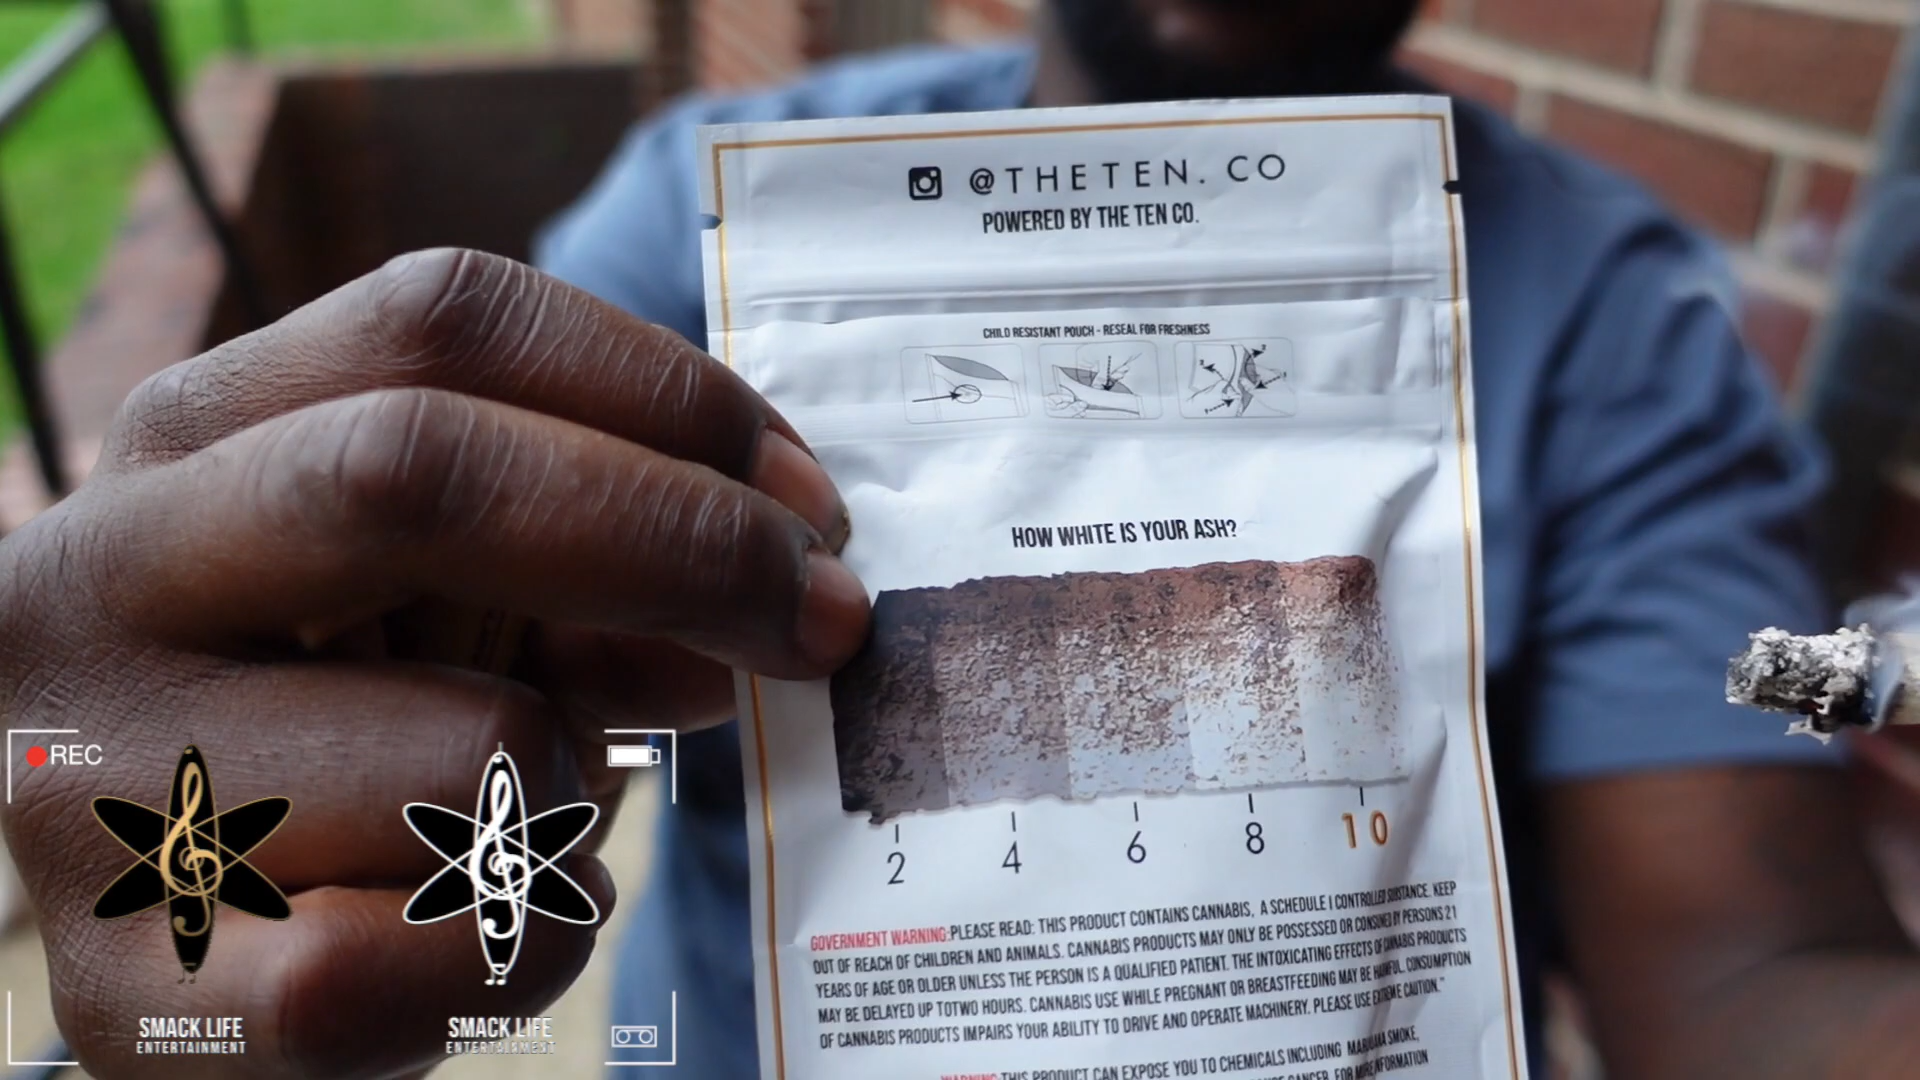 @THETEN.CO
POWERED BY THE TEN CO.
CHILD RESISTANT POUCH - RESEAL FOR FRESHNESS
HOW WHITE IS YOUR ASH?
2 4 6 8 10
GOVERNMENT WARNING:PLEASE READ: THIS PRODUCT CONTAINS CANNABIS, A SCHEDULE I CONTROLLED SUBSTANCE. KEEP
OUT OF REACH OF CHILDREN AND ANIMALS. CANNABIS PRODUCTS MAY ONLY BE POSSESSED OR CONSUMED BY PERSONS 21
YEARS OF AGE OR OLDER UNLESS THE PERSON IS A QUALIFIED PATIENT. THE INTOXICATING EFFECTS OF CANNABIS PRODUCTS
MAY BE DELAYED UP TOTWO HOURS. CANNABIS USE WHILE PREGNANT OR BREASTFEEDING MAY BE HARMFUL. CONSUMPTION
OF CANNABIS PRODUCTS IMPAIRS YOUR ABILITY TO DRIVE AND OPERATE MACHINERY. PLEASE USE EXTREME CAUTION."
WARNING:THIS PRODUCT CAN EXPOSE YOU TO CHEMICALS INCLUDING MARIJUANA SMOKE,
CANCER. FOR MORE INFORMATION
REC
SMACK LIFE
ENTERTAINMENT
SMACK LIFE
ENTERTAINMENT